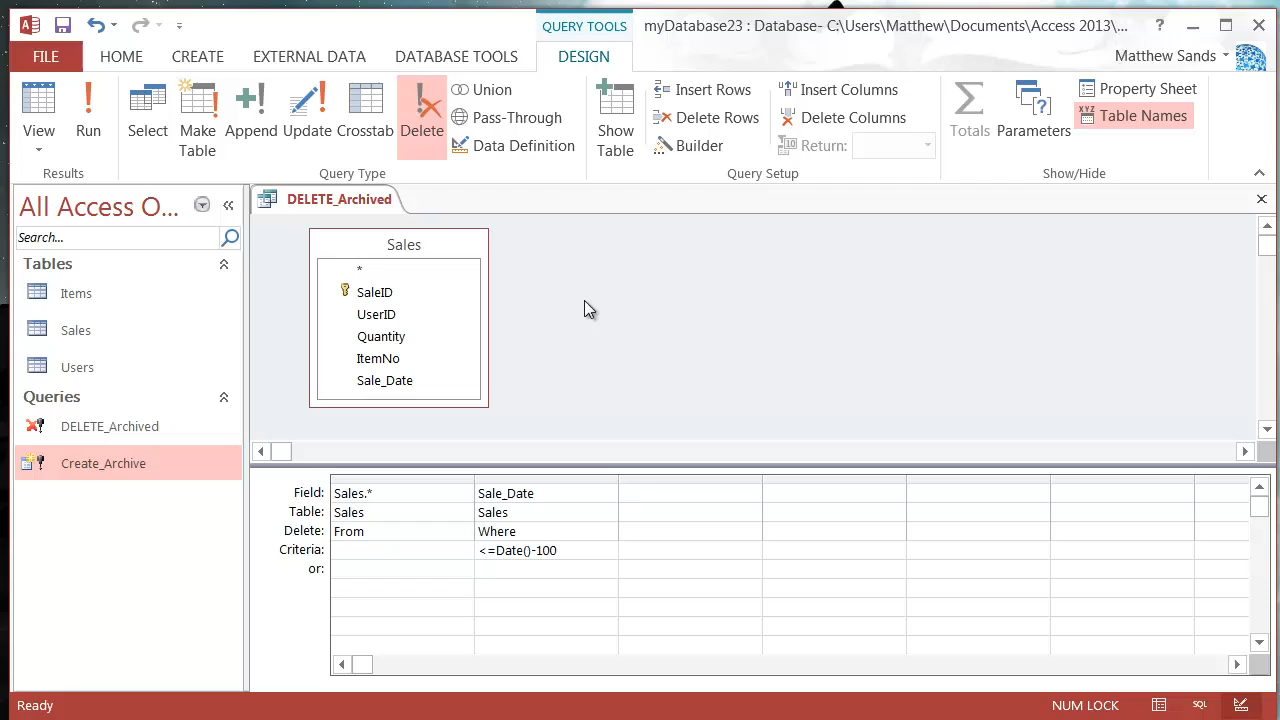 QUERY TOOLS
myDatabase23 : Database- C:\Users\Matthew\Documents\Access 2013\...
?
FILE
HOME
CREATE
EXTERNAL DATA
DATABASE TOOLS
DESIGN
Matthew Sands
View
Run
Results
Select
Make Table
Append
Update
Crosstab
Delete
Union
Pass-Through
Data Definition
Query Type
Show Table
Insert Rows
Delete Rows
Builder
Insert Columns
Delete Columns
Return:
Query Setup
Totals
Parameters
Property Sheet
XYZ Table Names
Show/Hide
All Access O...
Search...
Tables
Items
Sales
Users
Queries
DELETE_Archived
Create_Archive
DELETE_Archived
Sales
*
SaleID
UserID
Quantity
ItemNo
Sale_Date
Field: Sales.* Sale_Date
Table: Sales Sales
Delete: From Where
Criteria: <=Date()-100
or:
Ready
NUM LOCK
SQL